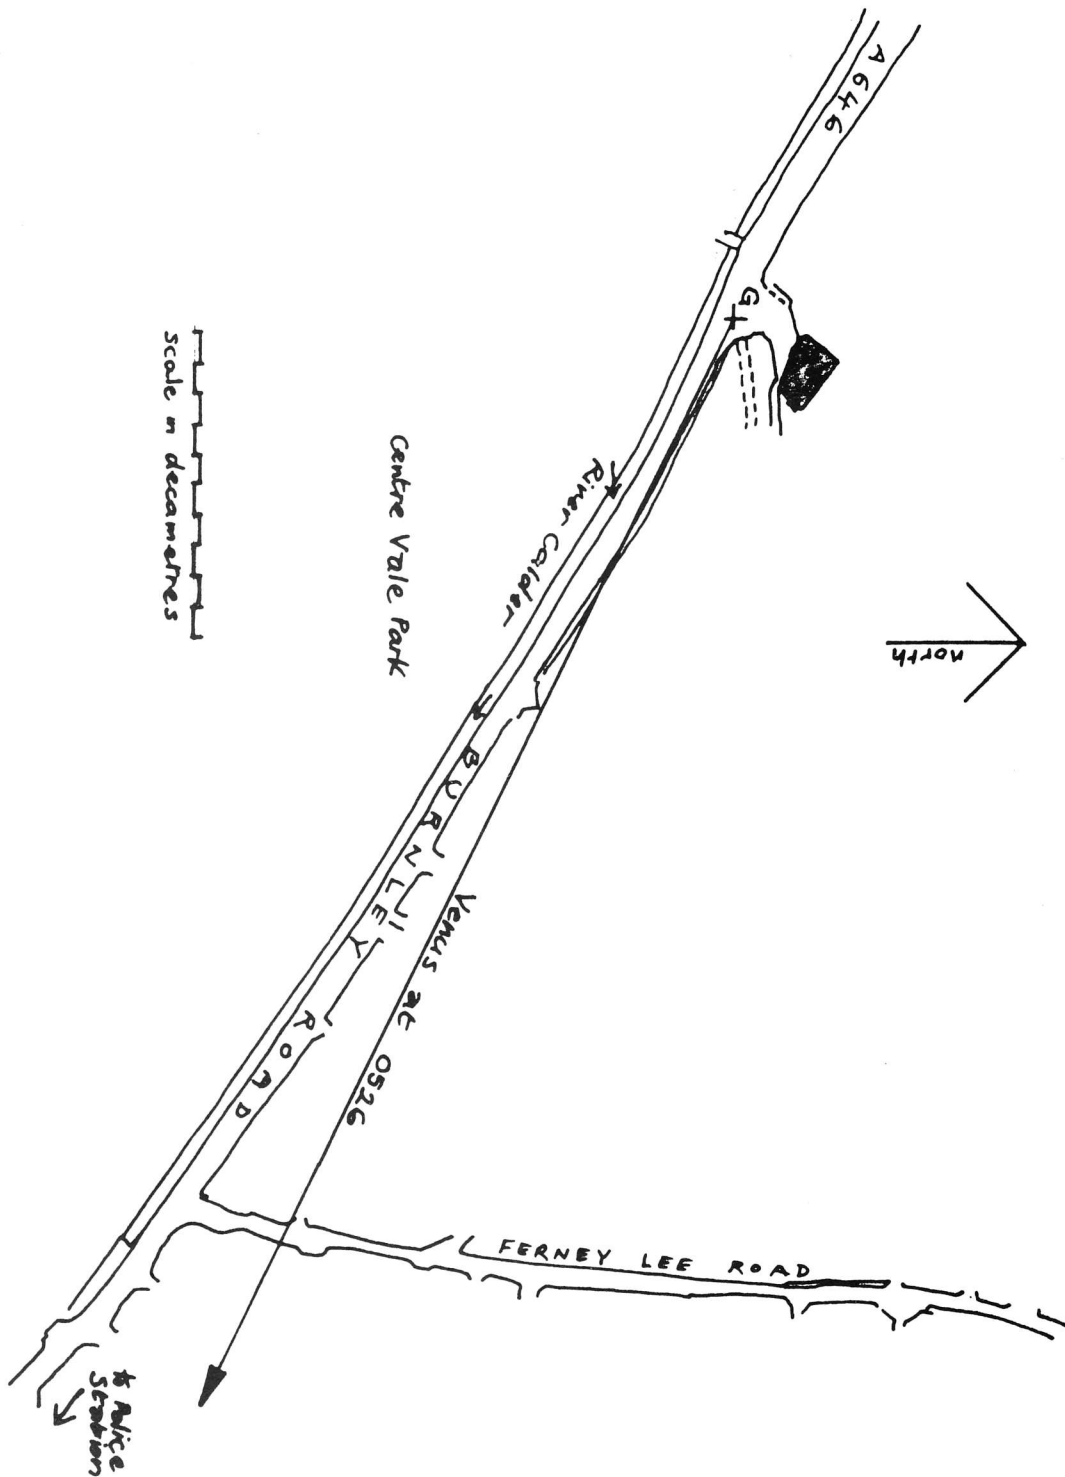 A646
G
River Calder
Centre Vale Park
scale in decametres
north
BURNLEY ROAD
Venus at 0526
FERNEY LEE ROAD
to Police
Station